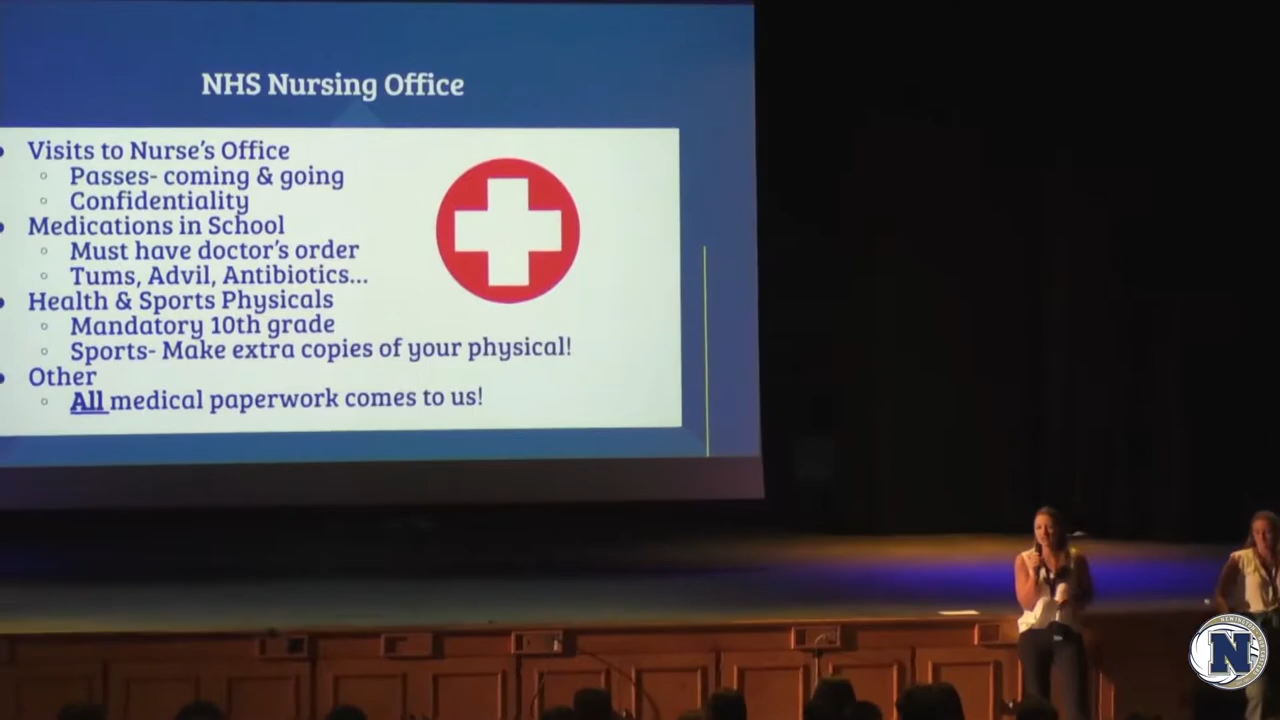 NHS Nursing Office
• Visits to Nurse's Office
◦ Passes- coming & going
◦ Confidentiality
• Medications in School
◦ Must have doctor's order
◦ Tums, Advil, Antibiotics...
• Health & Sports Physicals
◦ Mandatory 10th grade
◦ Sports- Make extra copies of your physical!
• Other
◦ All medical paperwork comes to us!
N